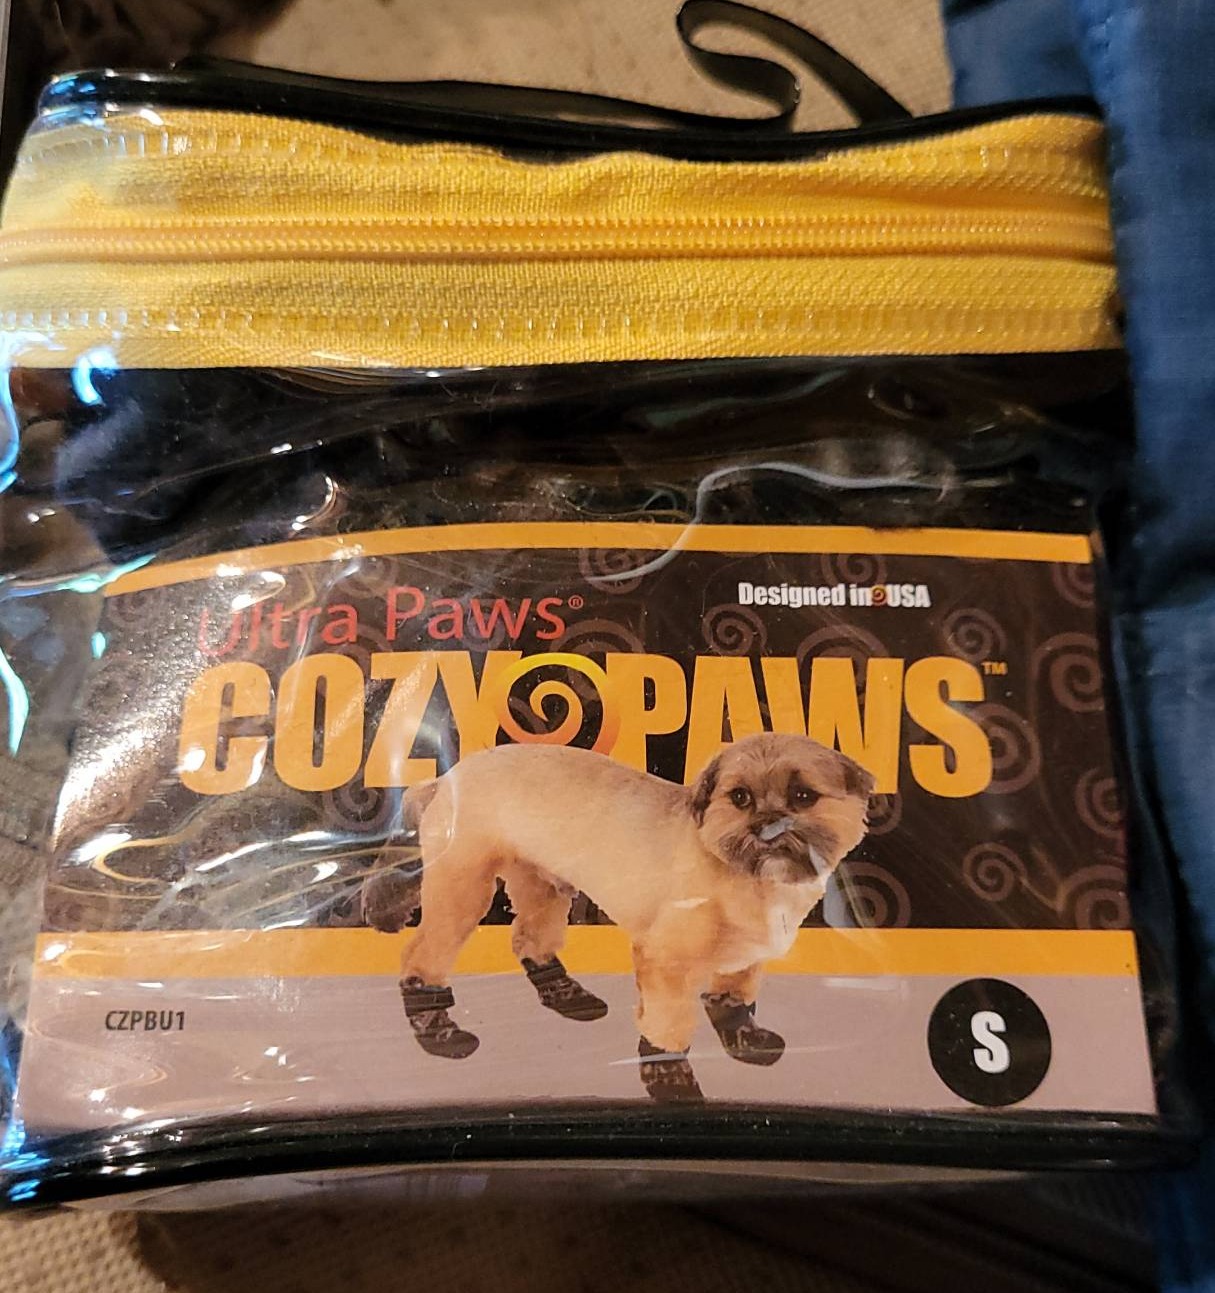 Ultra Paws®
Designed in USA
COZY PAWS™
CZPBU1
S